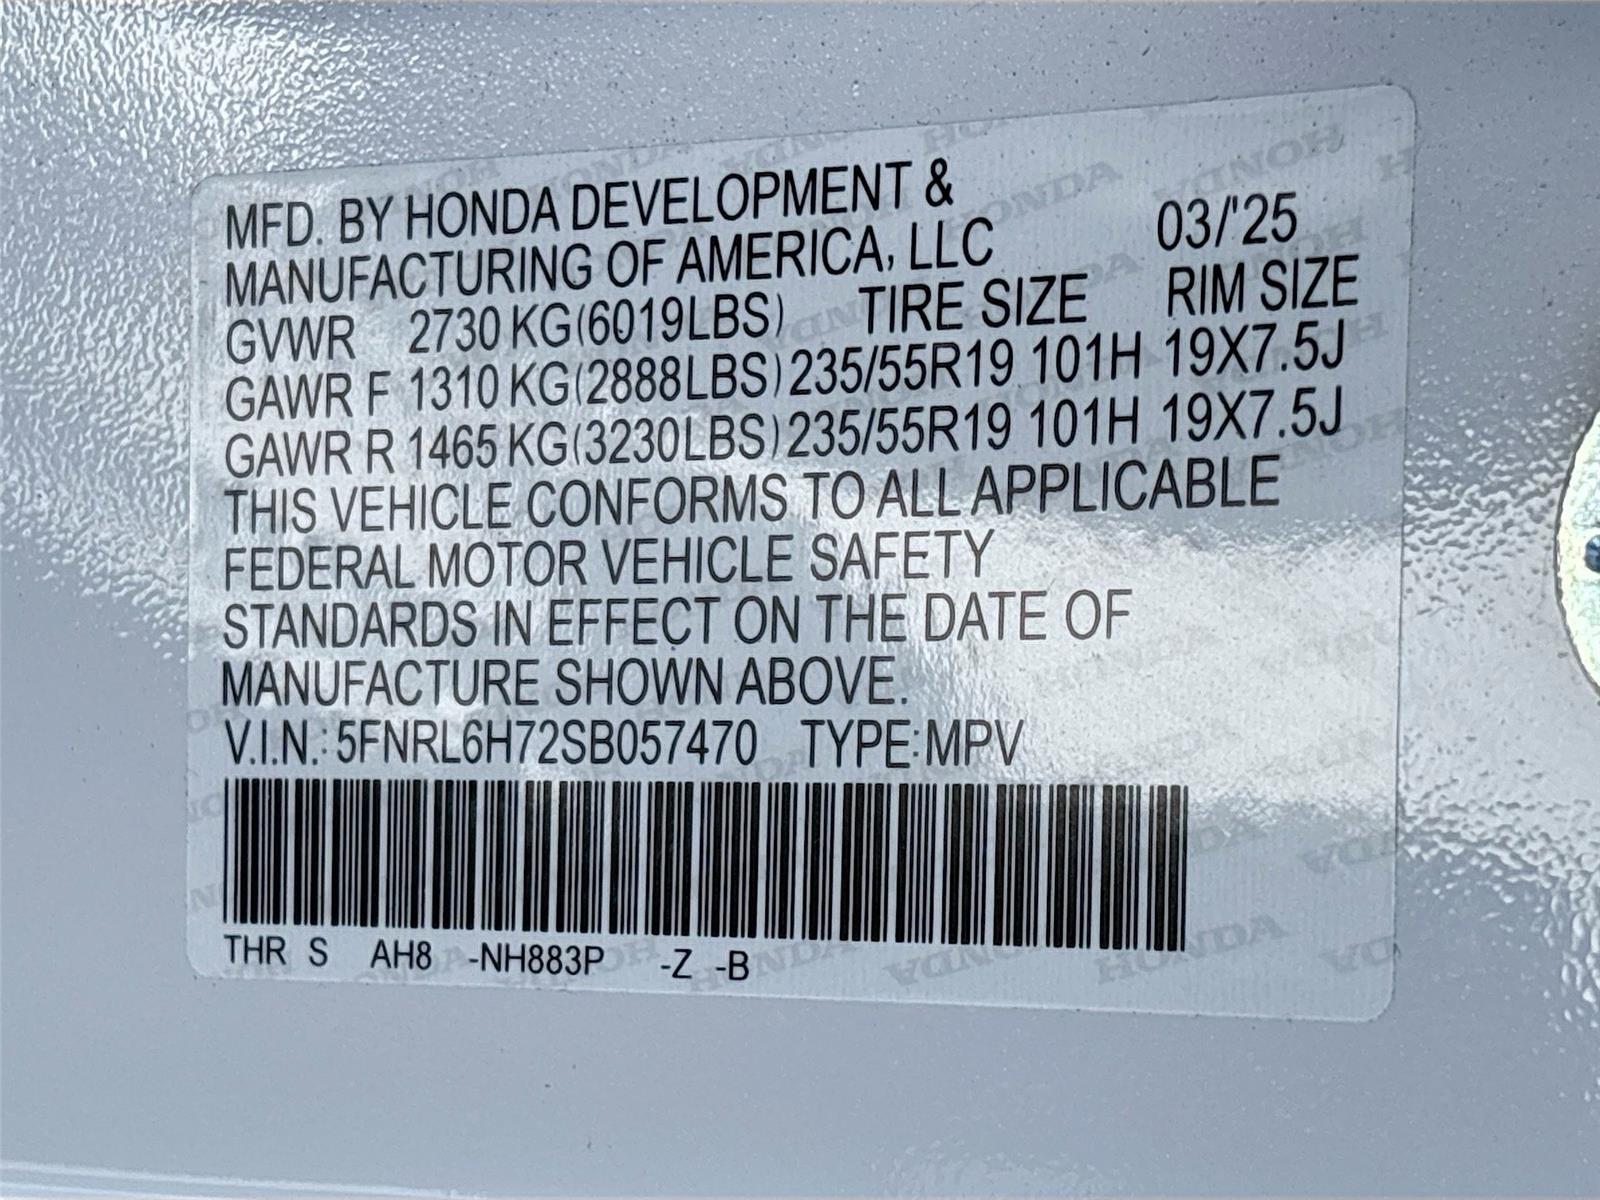 MFD. BY HONDA DEVELOPMENT &
MANUFACTURING OF AMERICA, LLC 03/'25
GVWR 2730 KG(6019LBS) TIRE SIZE RIM SIZE
GAWR F 1310 KG(2888LBS) 235/55R19 101H 19X7.5J
GAWR R 1465 KG(3230LBS) 235/55R19 101H 19X7.5J
THIS VEHICLE CONFORMS TO ALL APPLICABLE
FEDERAL MOTOR VEHICLE SAFETY
STANDARDS IN EFFECT ON THE DATE OF
MANUFACTURE SHOWN ABOVE.
V.I.N.: 5FNRL6H72SB057470 TYPE: MPV
THR S AH8 -NH883P -Z -B